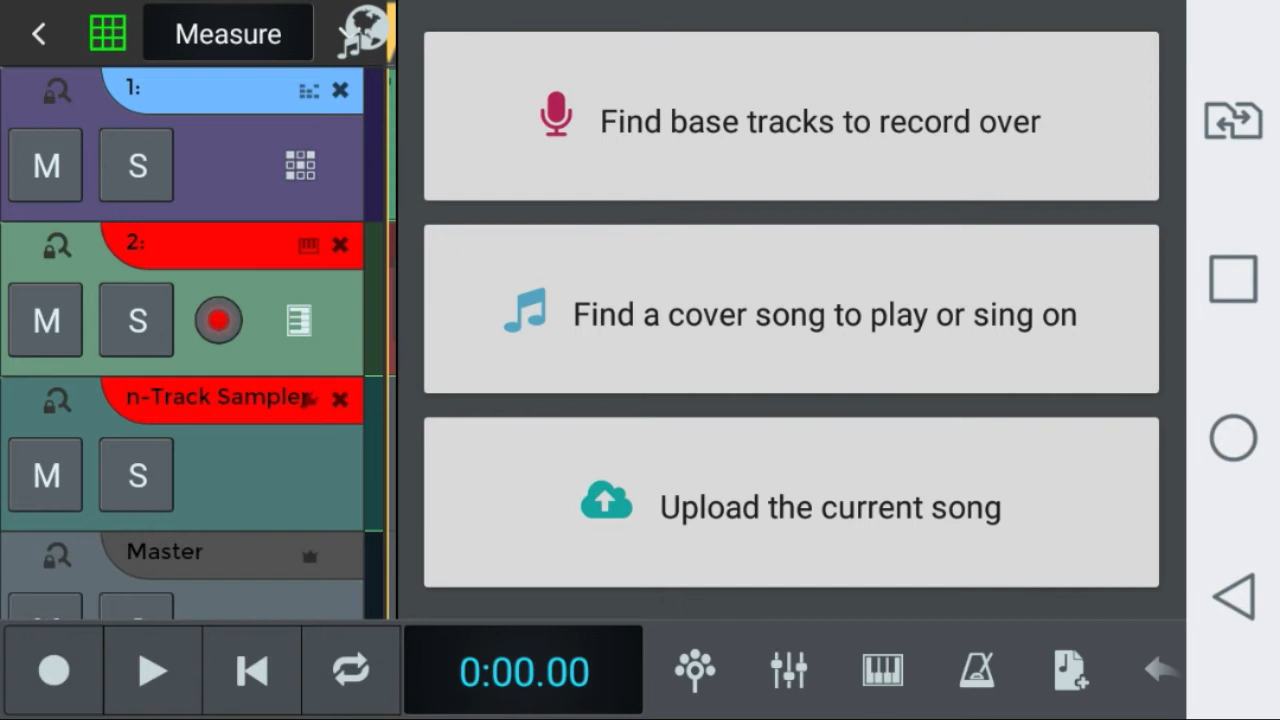 Measure
1:
M
S
2:
M
S
n-Track Sampler
M
S
Master
Find base tracks to record over
Find a cover song to play or sing on
Upload the current song
0:00.00